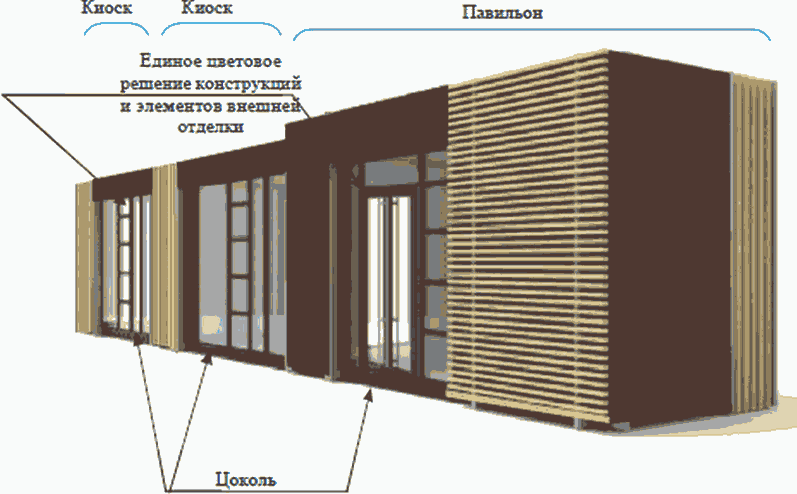 Киоск
Киоск
Павильон
Единое цветовое
решение конструкций
и элементов внешней
отделки
Цоколь